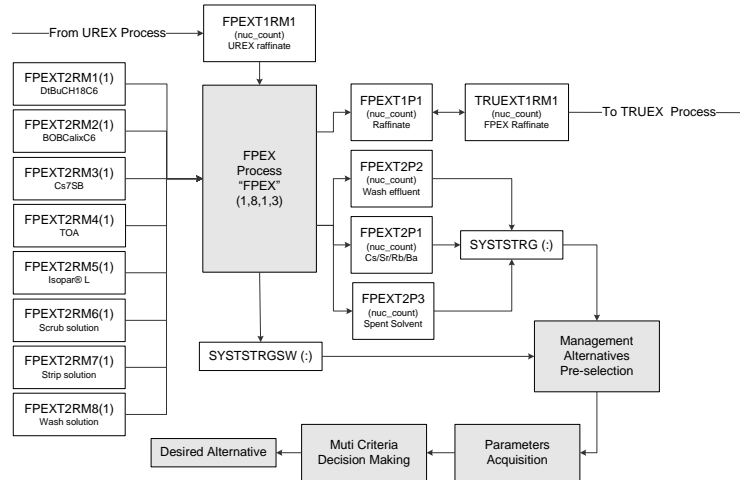 From UREX Process
FPEXT1RM1
(nuc_count)
UREX raffinate
FPEXT2RM1(1)
DtBuCH18C6
FPEXT2RM2(1)
BOBCalixC6
FPEXT2RM3(1)
Cs7SB
FPEXT2RM4(1)
TOA
FPEXT2RM5(1)
Isopar® L
FPEXT2RM6(1)
Scrub solution
FPEXT2RM7(1)
Strip solution
FPEXT2RM8(1)
Wash solution
FPEX
Process
“FPEX”
(1,8,1,3)
FPEXT1P1
(nuc_count)
Raffinate
TRUEXT1RM1
(nuc_count)
FPEX Raffinate
To TRUEX Process
FPEXT2P2
(nuc_count)
Wash effluent
FPEXT2P1
(nuc_count)
Cs/Sr/Rb/Ba
FPEXT2P3
(nuc_count)
Spent Solvent
SYSTSTRG (:)
SYSTSTRGSW (:)
Management
Alternatives
Pre-selection
Parameters
Acquisition
Muti Criteria
Decision Making
Desired Alternative